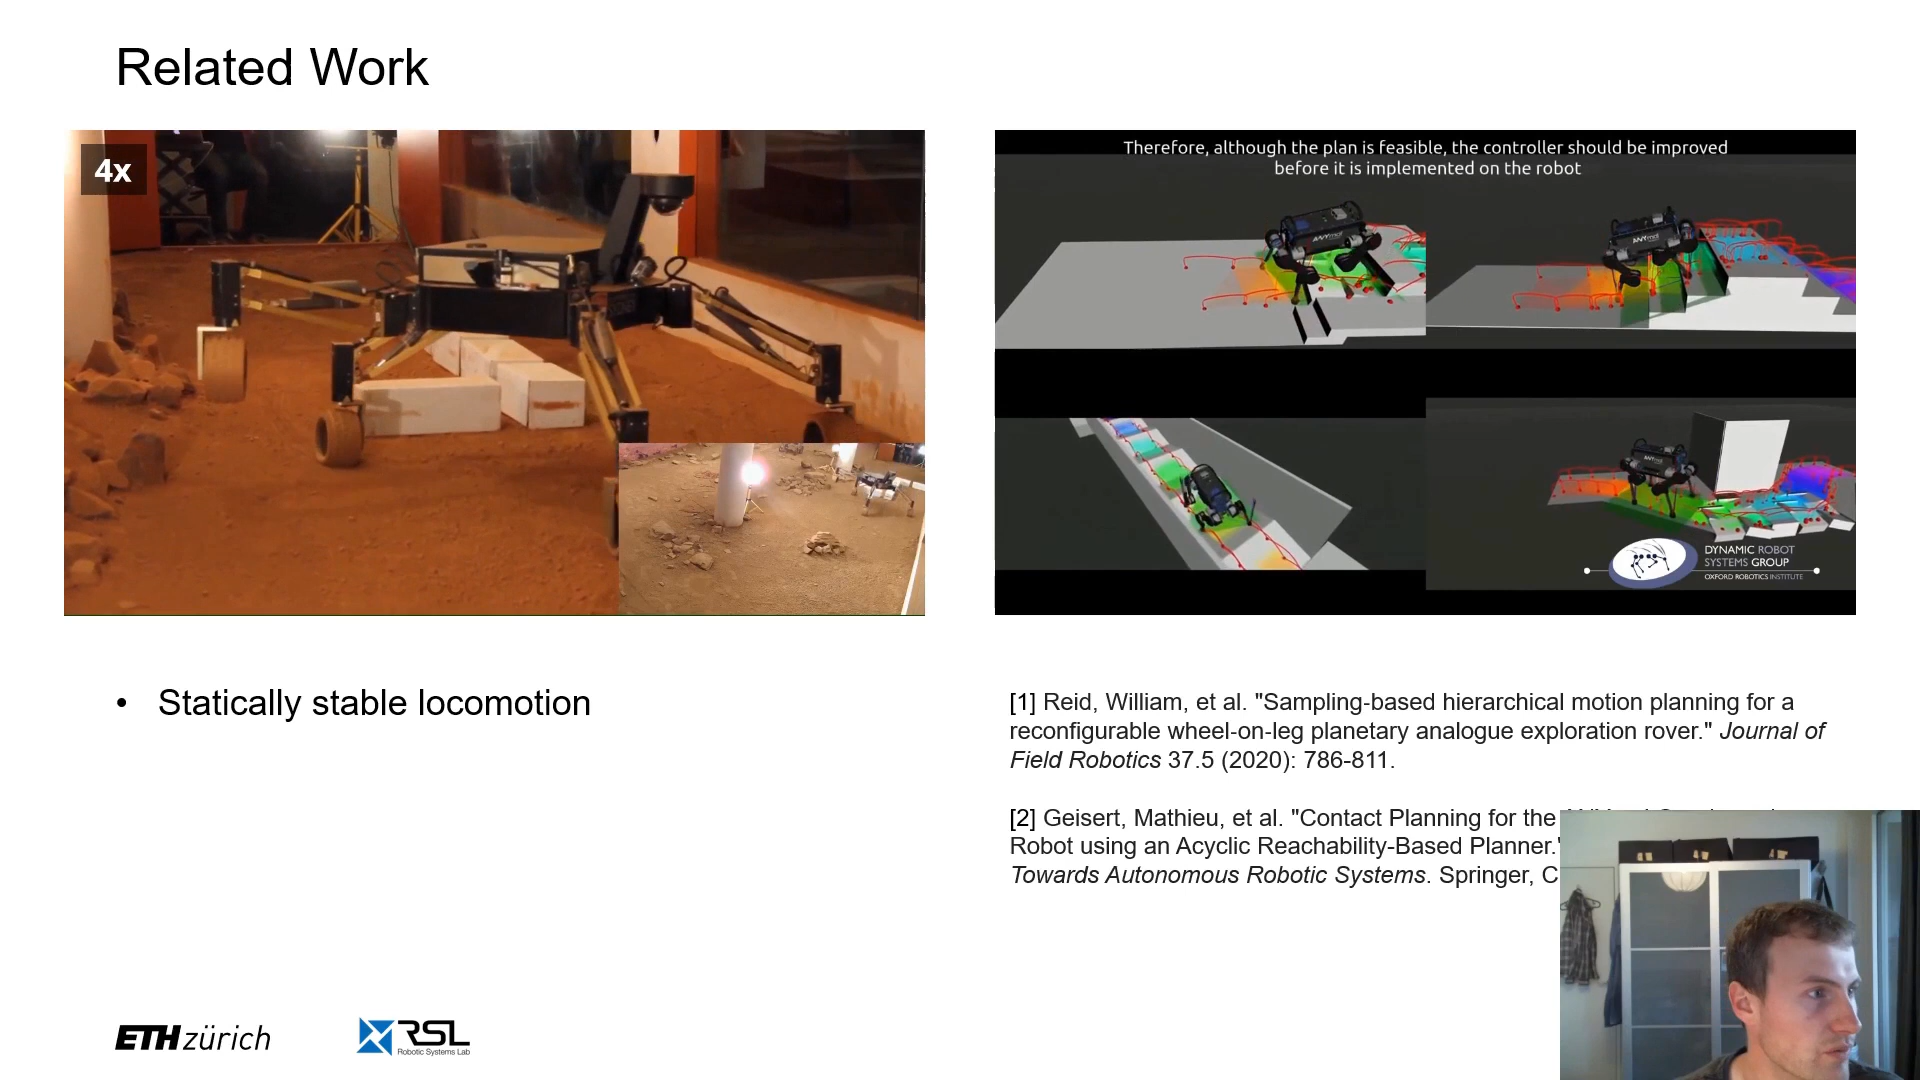 Related Work
4x
Therefore, although the plan is feasible, the controller should be improved
before it is implemented on the robot
ANYmal
ANYmal
ANYmal
DYNAMIC ROBOT
SYSTEMS GROUP
OXFORD ROBOTICS INSTITUTE
• Statically stable locomotion
[1] Reid, William, et al. "Sampling-based hierarchical motion planning for a
reconfigurable wheel-on-leg planetary analogue exploration rover." Journal of
Field Robotics 37.5 (2020): 786-811.
[2] Geisert, Mathieu, et al. "Contact Planning for the
Robot using an Acyclic Reachability-Based Planner."
Towards Autonomous Robotic Systems. Springer, C
ETH zürich
RSL
Robotic Systems Lab